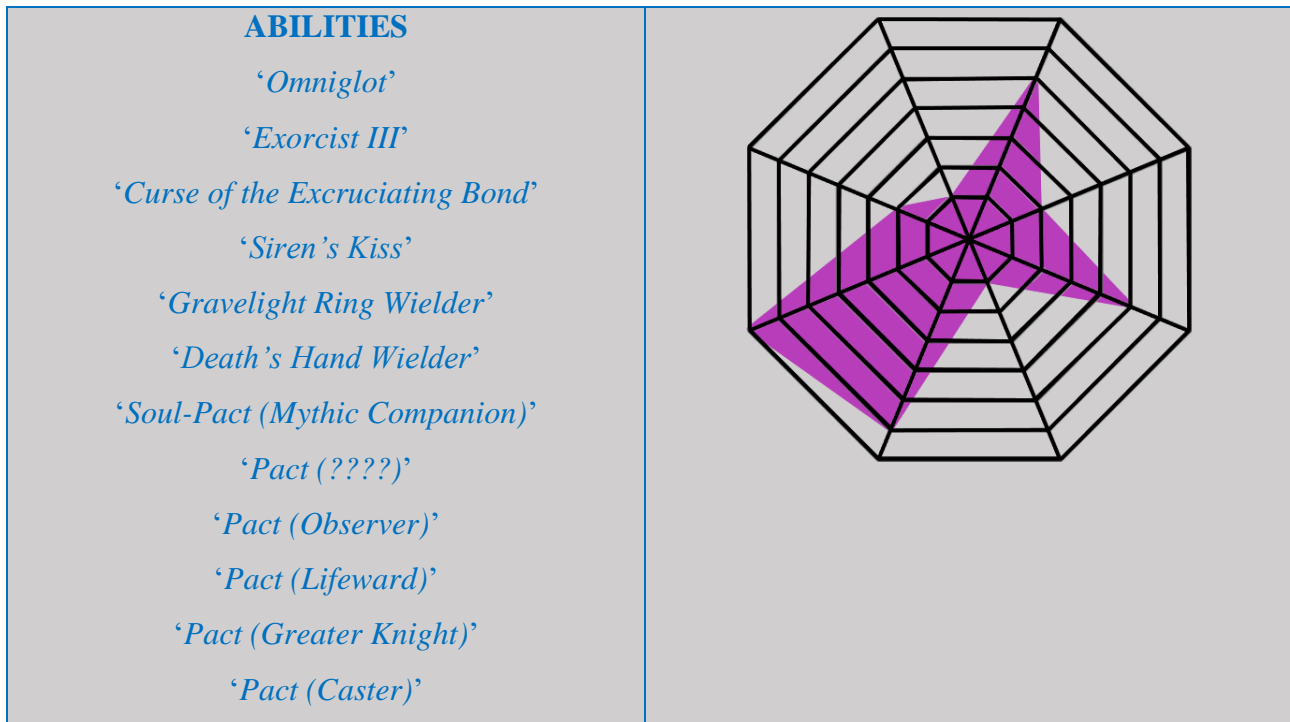 ABILITIES
‘Omniglot’
‘Exorcist III’
‘Curse of the Excruciating Bond’
‘Siren’s Kiss’
‘Gravelight Ring Wielder’
‘Death’s Hand Wielder’
‘Soul-Pact (Mythic Companion)’
‘Pact (????)’
‘Pact (Observer)’
‘Pact (Lifeward)’
‘Pact (Greater Knight)’
‘Pact (Caster)’